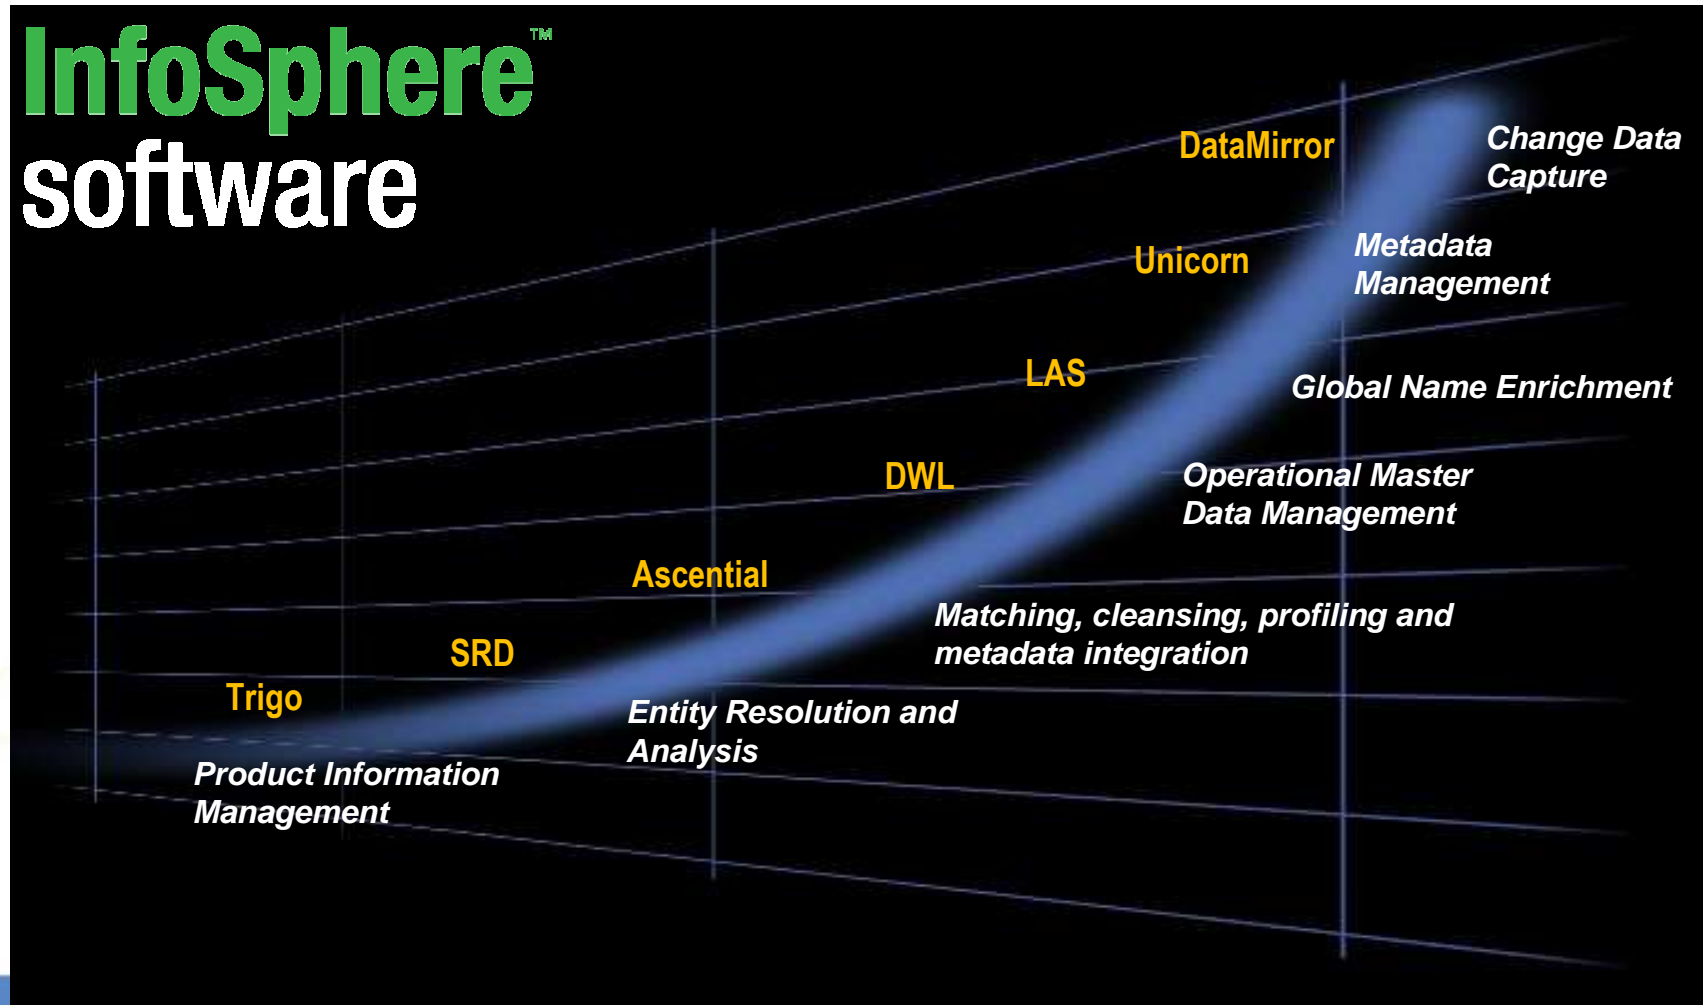 InfoSphere™
software
DataMirror
Change Data
Capture
Unicorn
Metadata
Management
LAS
Global Name Enrichment
DWL
Operational Master
Data Management
Ascential
Matching, cleansing, profiling and
metadata integration
SRD
Entity Resolution and
Analysis
Trigo
Product Information
Management